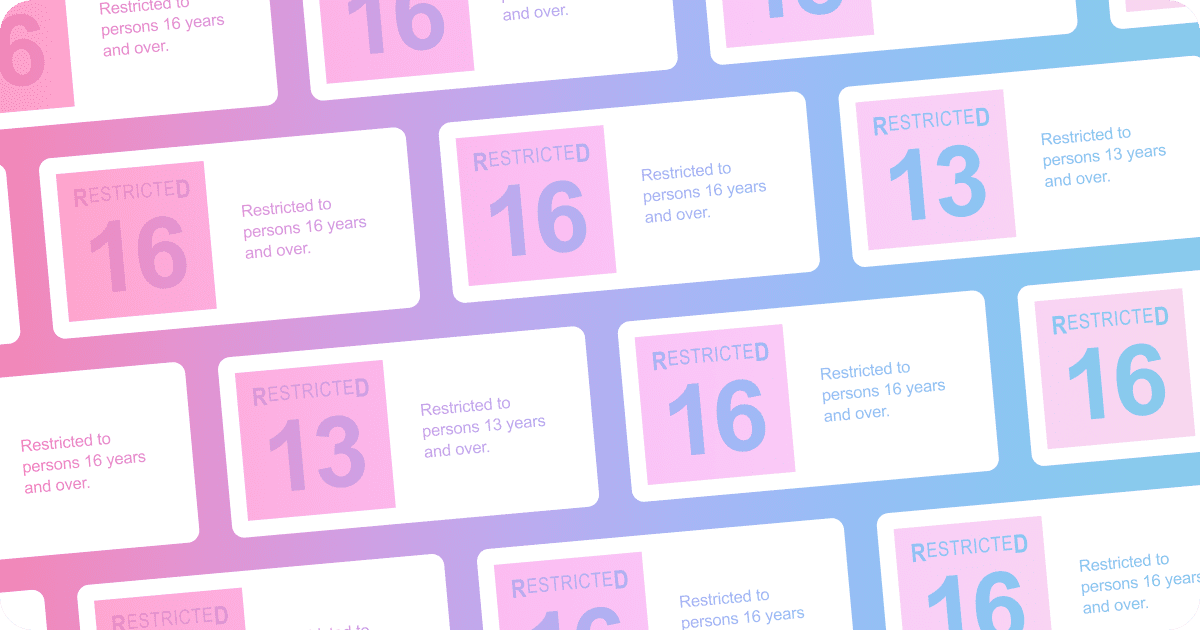 6
Restricted to
persons 16 years
and over.
16
and over.
RESTRICTED
16
Restricted to
persons 16 years
and over.
RESTRICTED
16
Restricted to
persons 16 years
and over.
RESTRICTED
13
Restricted to
persons 13 years
and over.
Restricted to
persons 16 years
and over.
RESTRICTED
13
Restricted to
persons 13 years
and over.
RESTRICTED
16
Restricted to
persons 16 years
and over.
RESTRICTED
16
RESTRICTED
to
RESTRICTED
16
Restricted to
persons 16 years
RESTRICTED
16
Restricted to
persons 16 years
and over.